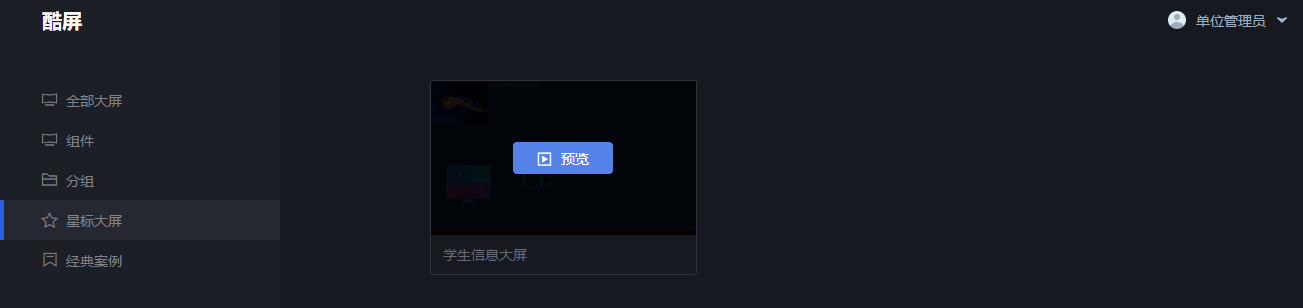 酷屏
单位管理员
全部大屏
组件
分组
星标大屏
经典案例
预览
学生信息大屏